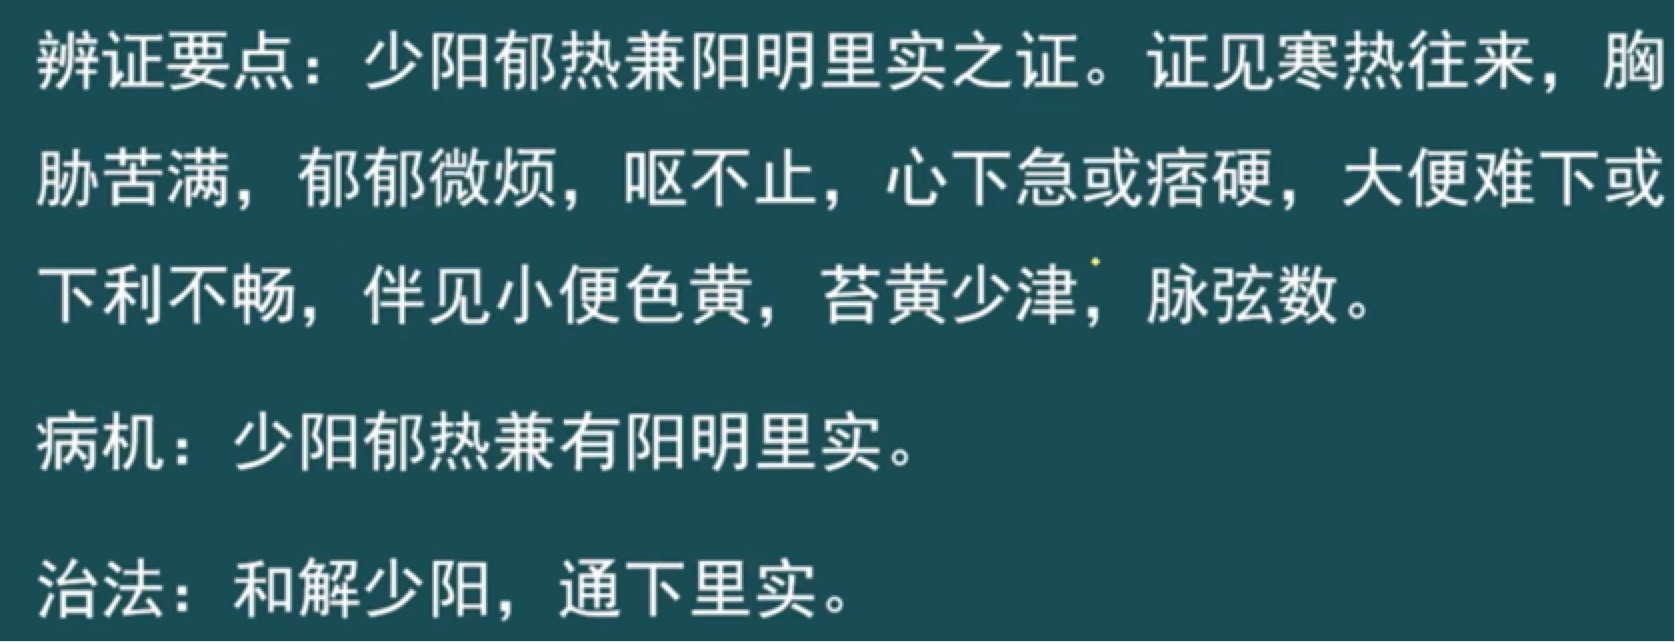 辨证要点：少阳郁热兼阳明里实之证。证见寒热往来，胸
胁苦满，郁郁微烦，呕不止，心下急或痞硬，大便难下或
下利不畅，伴见小便色黄，苔黄少津，脉弦数。
病机：少阳郁热兼有阳明里实。
治法：和解少阳，通下里实。